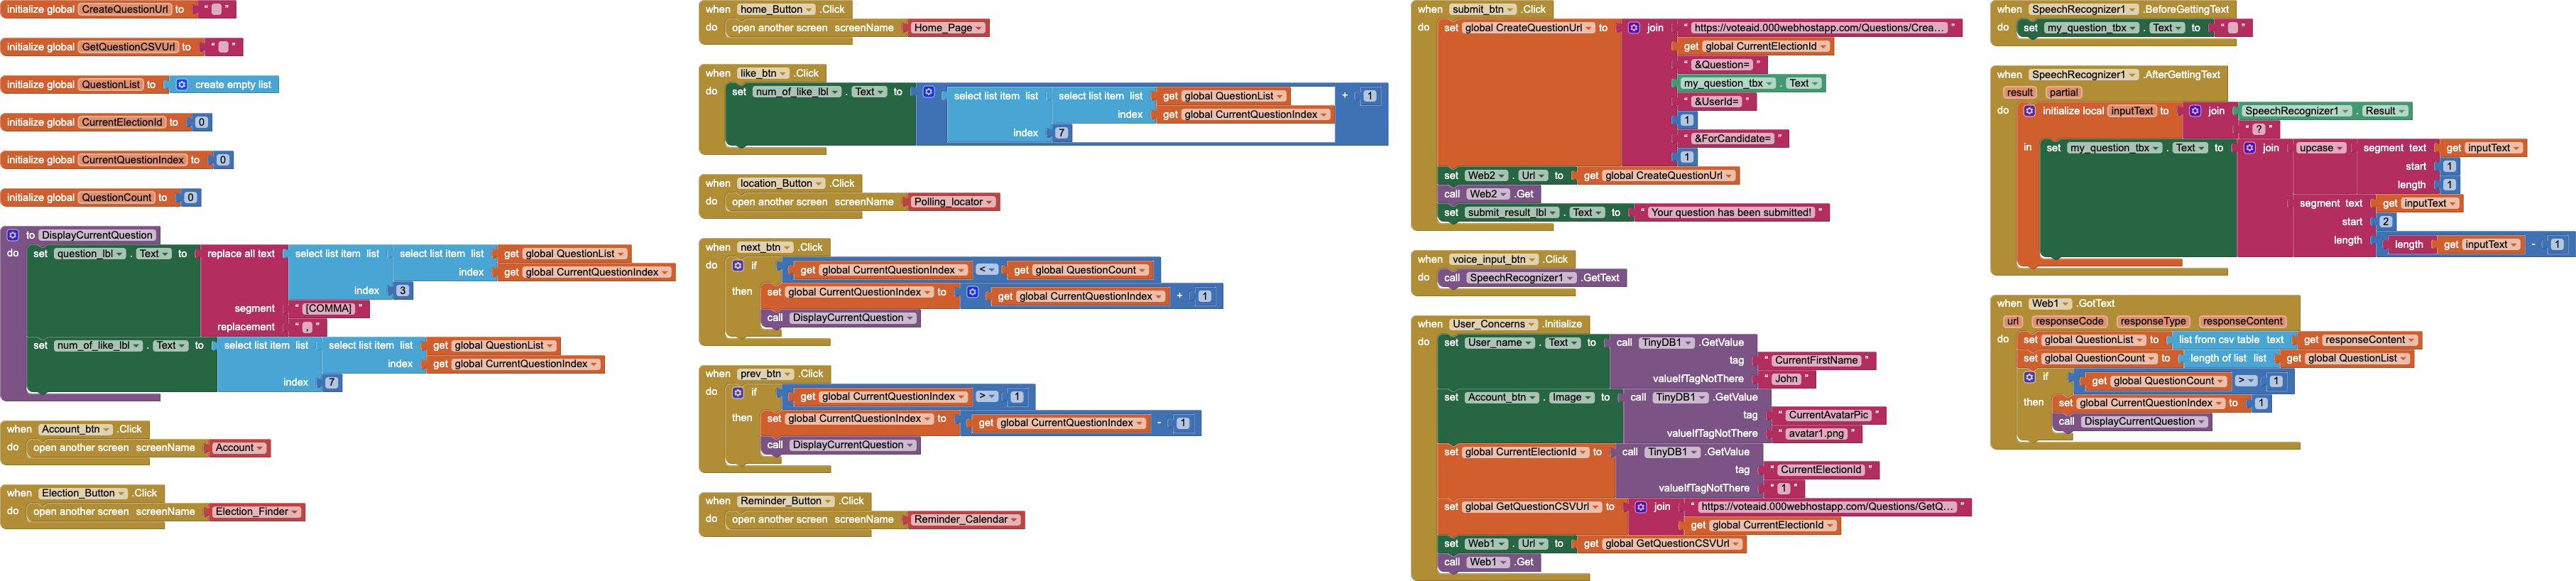 initialize global CreateQuestionUrl to " "
initialize global GetQuestionCSVUrl to " "
initialize global QuestionList to create empty list
initialize global CurrentElectionId to 0
initialize global CurrentQuestionIndex to 0
initialize global QuestionCount to 0
to DisplayCurrentQuestion
do set question_lbl . Text to replace all text select list item list select list item list get global QuestionList
index get global CurrentQuestionIndex
index 3
segment " [COMMA] "
replacement " , "
set num_of_like_lbl . Text to select list item list select list item list get global QuestionList
index get global CurrentQuestionIndex
index 7
when Account_btn .Click
do open another screen screenName Account
when Election_Button .Click
do open another screen screenName Election_Finder
when home_Button .Click
do open another screen screenName Home_Page
when like_btn .Click
do set num_of_like_lbl . Text to select list item list select list item list get global QuestionList + 1
index get global CurrentQuestionIndex
index 7
when location_Button .Click
do open another screen screenName Polling_locator
when next_btn .Click
do if get global CurrentQuestionIndex < get global QuestionCount
then set global CurrentQuestionIndex to get global CurrentQuestionIndex + 1
call DisplayCurrentQuestion
when prev_btn .Click
do if get global CurrentQuestionIndex > 1
then set global CurrentQuestionIndex to get global CurrentQuestionIndex - 1
call DisplayCurrentQuestion
when Reminder_Button .Click
do open another screen screenName Reminder_Calendar
when submit_btn .Click
do set global CreateQuestionUrl to join " https://voteaid.000webhostapp.com/Questions/Crea... "
get global CurrentElectionId
" &Question= "
my_question_tbx . Text
" &UserId= "
1
" &ForCandidate= "
1
set Web2 . Url to get global CreateQuestionUrl
call Web2 .Get
set submit_result_lbl . Text to " Your question has been submitted! "
when voice_input_btn .Click
do call SpeechRecognizer1 .GetText
when User_Concerns .Initialize
do set User_name . Text to call TinyDB1 .GetValue
tag " CurrentFirstName "
valueIfTagNotThere " John "
set Account_btn . Image to call TinyDB1 .GetValue
tag " CurrentAvatarPic "
valueIfTagNotThere " avatar1.png "
set global CurrentElectionId to call TinyDB1 .GetValue
tag " CurrentElectionId "
valueIfTagNotThere " 1 "
set global GetQuestionCSVUrl to join " https://voteaid.000webhostapp.com/Questions/GetQ... "
get global CurrentElectionId
set Web1 . Url to get global GetQuestionCSVUrl
call Web1 .Get
when SpeechRecognizer1 .BeforeGettingText
do set my_question_tbx . Text to " "
when SpeechRecognizer1 .AfterGettingText
result partial
do initialize local inputText to join SpeechRecognizer1 . Result
" ? "
in set my_question_tbx . Text to join upcase segment text get inputText
start 1
length 1
segment text get inputText
start 2
length length get inputText - 1
when Web1 .GotText
url responseCode responseType responseContent
do set global QuestionList to list from csv table text get responseContent
set global QuestionCount to length of list list get global QuestionList
if get global QuestionCount > 1
then set global CurrentQuestionIndex to 1
call DisplayCurrentQuestion